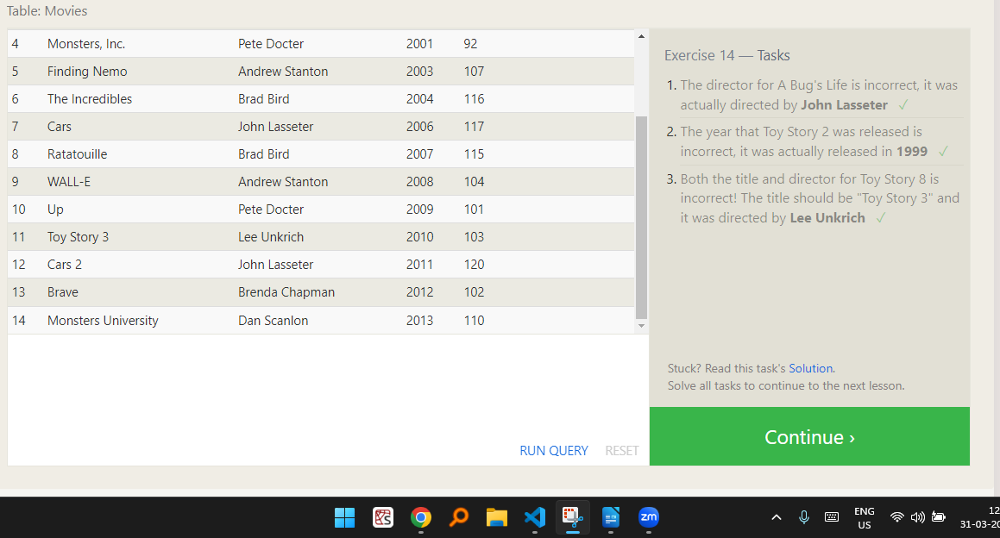 Table: Movies
4 Monsters, Inc. Pete Docter 2001 92
5 Finding Nemo Andrew Stanton 2003 107
6 The Incredibles Brad Bird 2004 116
7 Cars John Lasseter 2006 117
8 Ratatouille Brad Bird 2007 115
9 WALL-E Andrew Stanton 2008 104
10 Up Pete Docter 2009 101
11 Toy Story 3 Lee Unkrich 2010 103
12 Cars 2 John Lasseter 2011 120
13 Brave Brenda Chapman 2012 102
14 Monsters University Dan Scanlon 2013 110
RUN QUERY RESET
Exercise 14 — Tasks
1. The director for A Bug's Life is incorrect, it was
actually directed by John Lasseter ✓
2. The year that Toy Story 2 was released is
incorrect, it was actually released in 1999 ✓
3. Both the title and director for Toy Story 8 is
incorrect! The title should be "Toy Story 3" and
it was directed by Lee Unkrich ✓
Stuck? Read this task's Solution.
Solve all tasks to continue to the next lesson.
Continue ›
zm
ENG
US
12
31-03-20